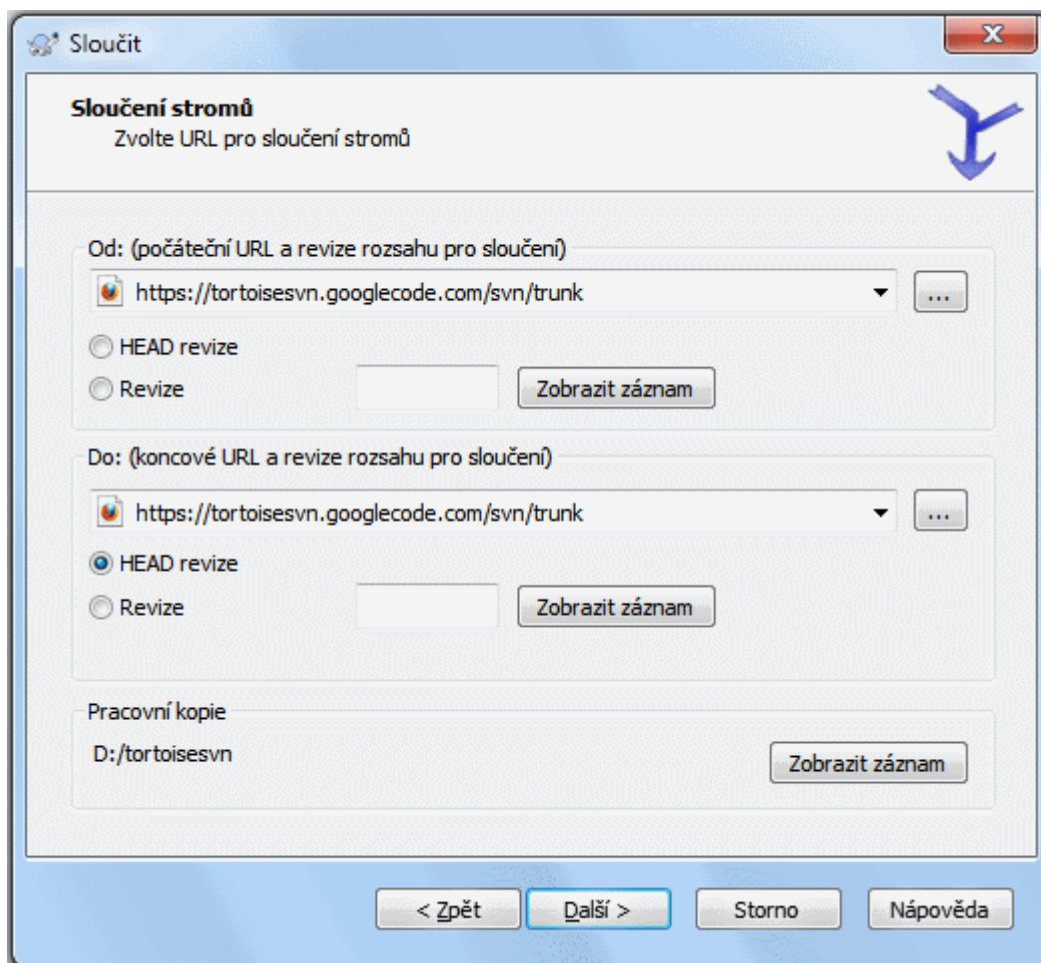 Sloučit
Sloučení stromů
Zvolte URL pro sloučení stromů
Od: (počáteční URL a revize rozsahu pro sloučení)
https://tortoisesvn.googlecode.com/svn/trunk
...
HEAD revize
Revize
Zobrazit záznam
Do: (koncové URL a revize rozsahu pro sloučení)
https://tortoisesvn.googlecode.com/svn/trunk
...
HEAD revize
Revize
Zobrazit záznam
Pracovní kopie
D:/tortoisesvn
Zobrazit záznam
< Zpět
Další >
Storno
Nápověda